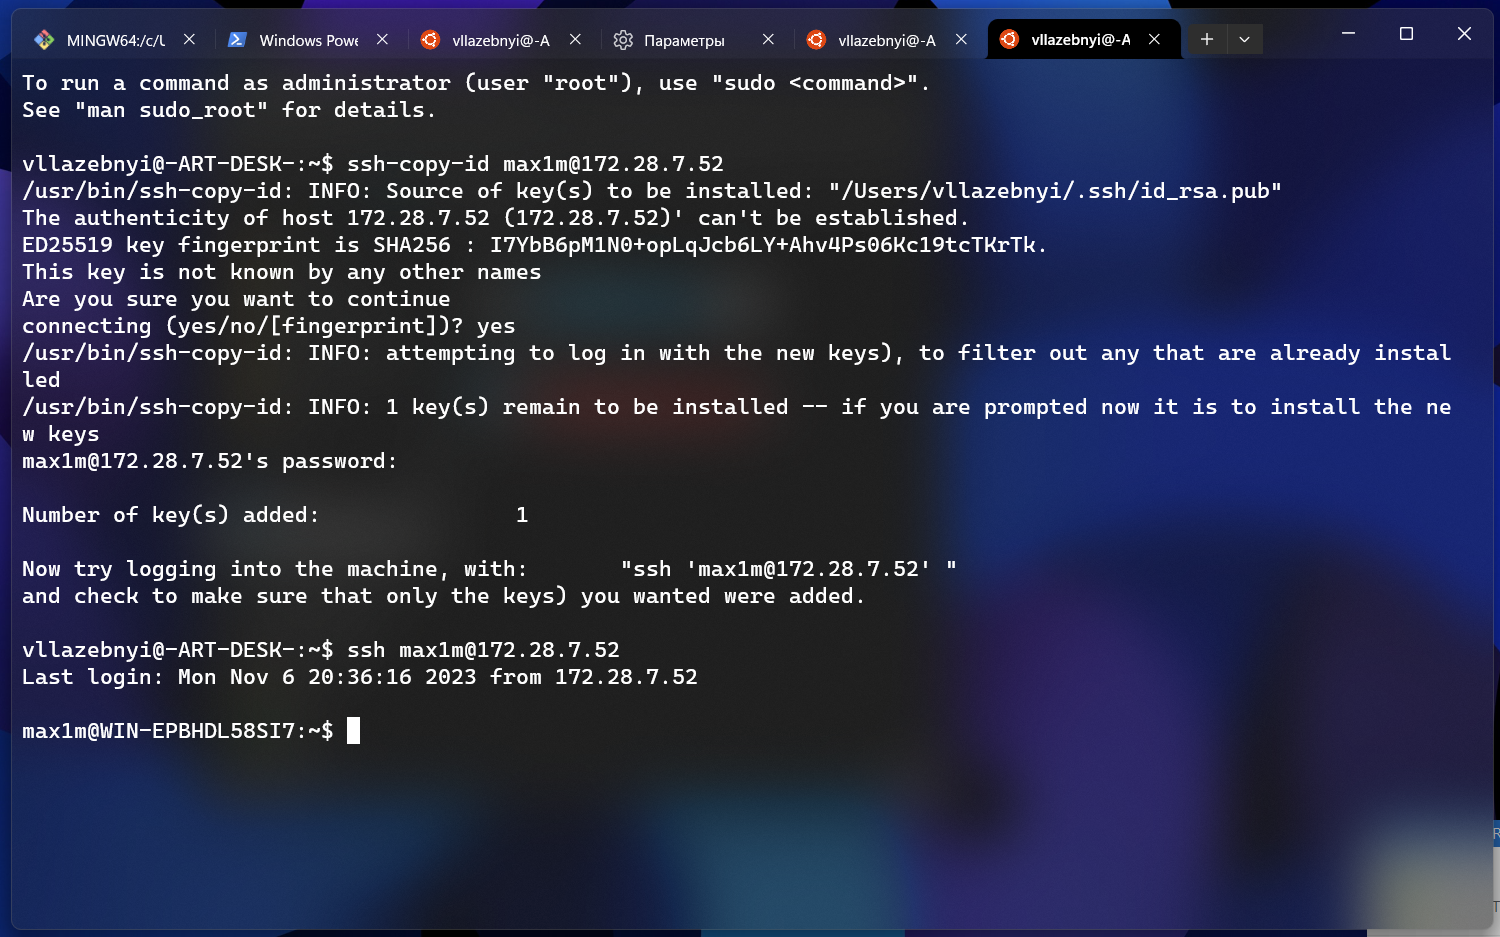 MINGW64:/c/U
Windows Powe
vllazebnyi@-A
Параметры
vllazebnyi@-A
vllazebnyi@-A
To run a command as administrator (user "root"), use "sudo <command>".
See "man sudo_root" for details.
vllazebnyi@-ART-DESK-:~$ ssh-copy-id max1m@172.28.7.52
/usr/bin/ssh-copy-id: INFO: Source of key(s) to be installed: "/Users/vllazebnyi/.ssh/id_rsa.pub"
The authenticity of host 172.28.7.52 (172.28.7.52)' can't be established.
ED25519 key fingerprint is SHA256 : I7YbB6pM1N0+opLqJcb6LY+Ahv4Ps06Kc19tcTKrTk.
This key is not known by any other names
Are you sure you want to continue
connecting (yes/no/[fingerprint])? yes
/usr/bin/ssh-copy-id: INFO: attempting to log in with the new keys), to filter out any that are already instal
led
/usr/bin/ssh-copy-id: INFO: 1 key(s) remain to be installed -- if you are prompted now it is to install the ne
w keys
max1m@172.28.7.52's password:
Number of key(s) added: 1
Now try logging into the machine, with: "ssh 'max1m@172.28.7.52' "
and check to make sure that only the keys) you wanted were added.
vllazebnyi@-ART-DESK-:~$ ssh max1m@172.28.7.52
Last login: Mon Nov 6 20:36:16 2023 from 172.28.7.52
max1m@WIN-EPBHDL58SI7:~$